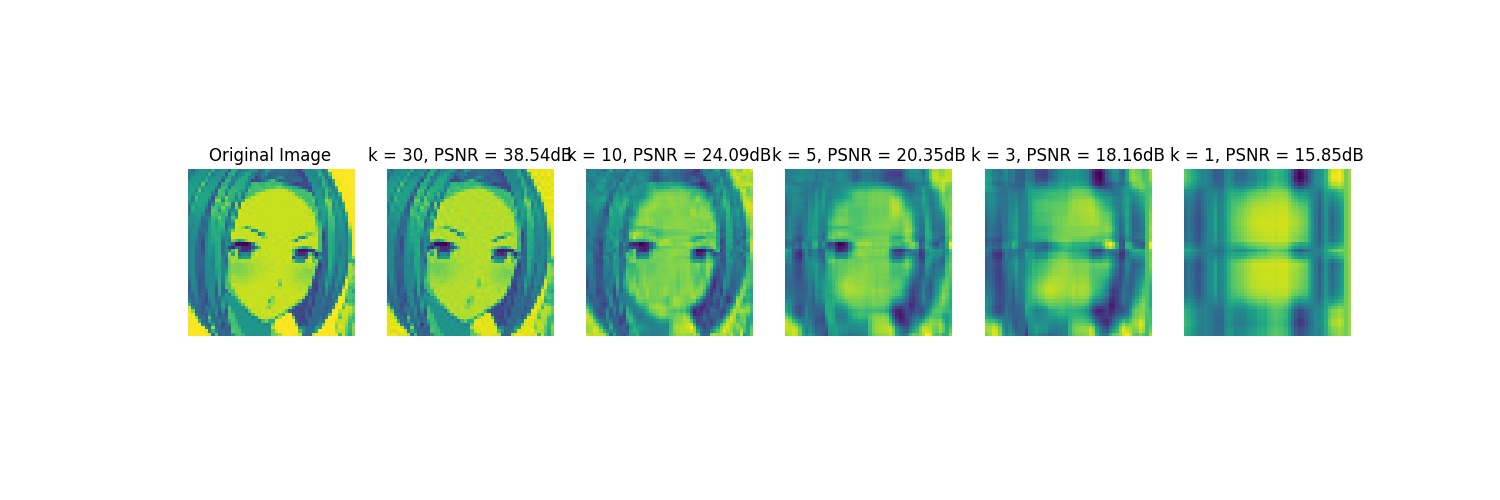 Original Image
k = 30, PSNR = 38.54dB
k = 10, PSNR = 24.09dB
k = 5, PSNR = 20.35dB
k = 3, PSNR = 18.16dB
k = 1, PSNR = 15.85dB